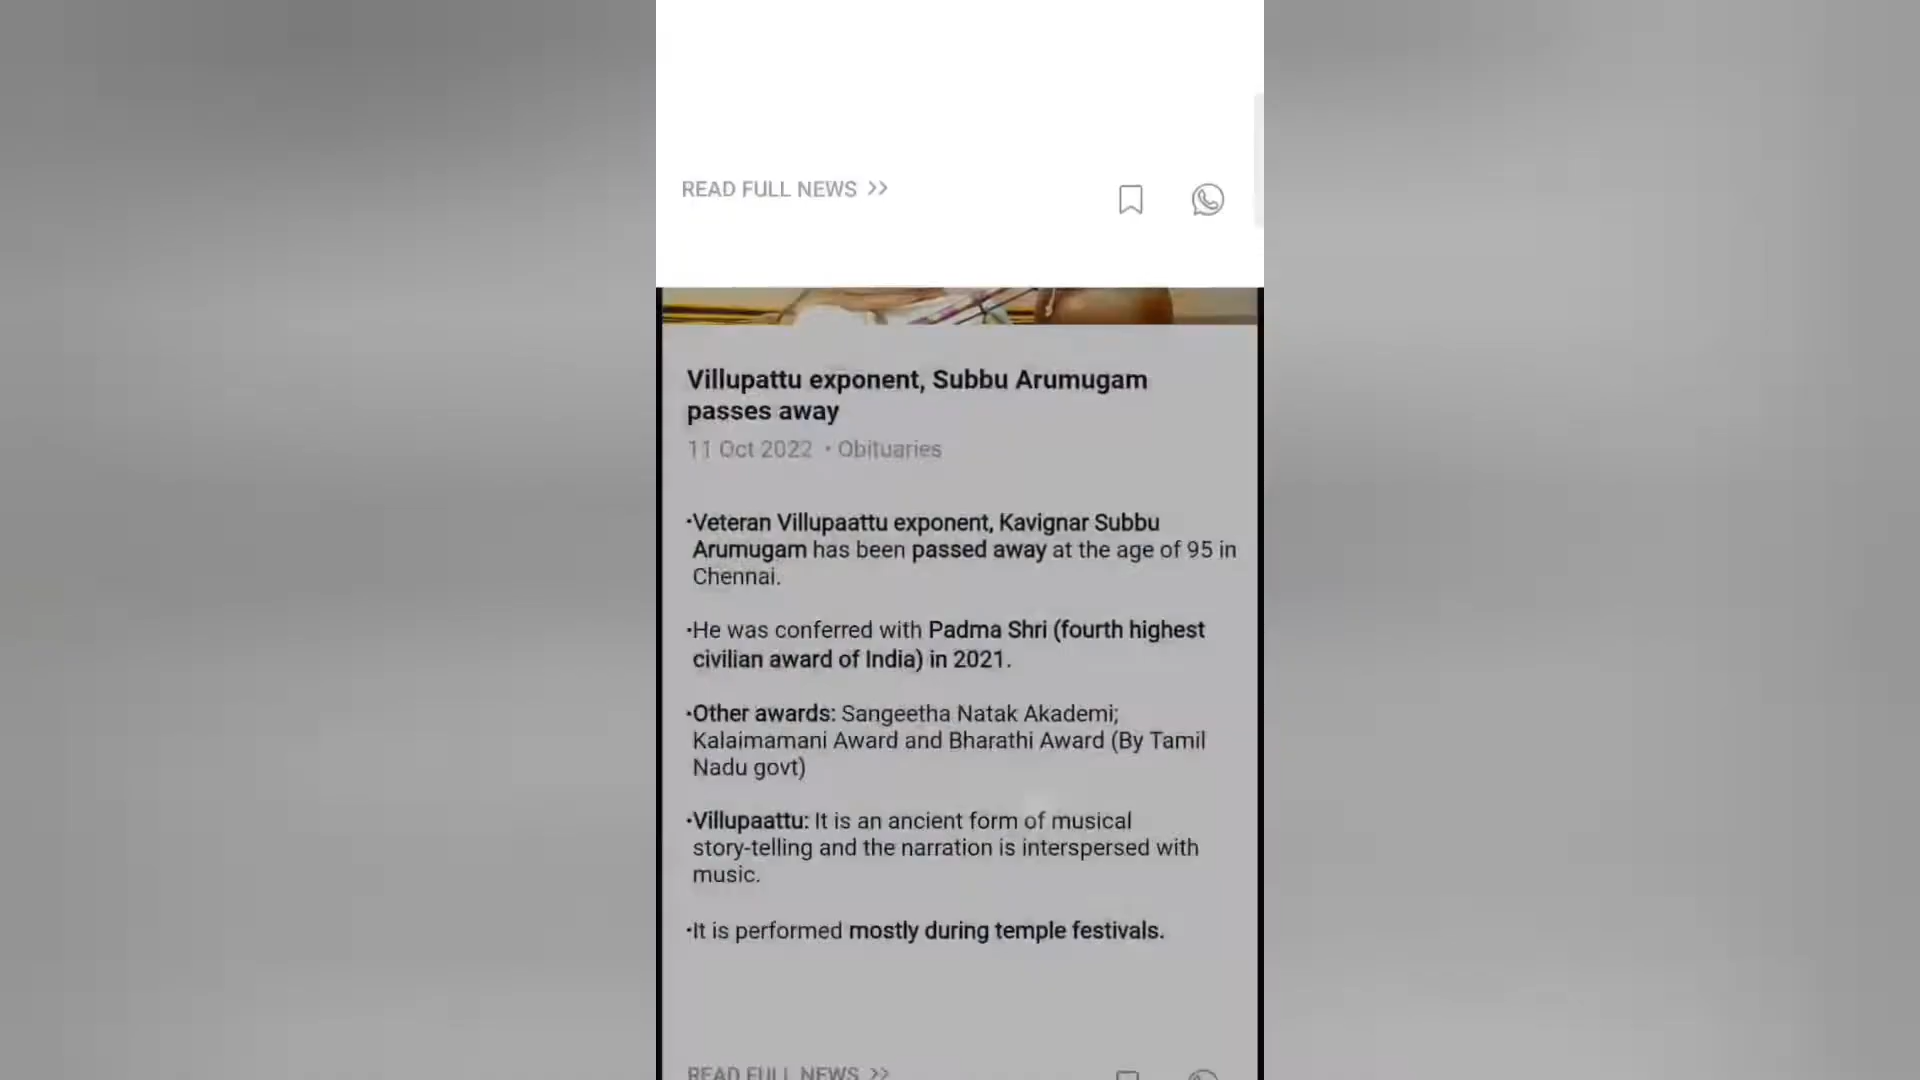 READ FULL NEWS >>
Villupattu exponent, Subbu Arumugam
passes away
11 Oct 2022 • Obituaries
•Veteran Villupaattu exponent, Kavignar Subbu
Arumugam has been passed away at the age of 95 in
Chennai.
•He was conferred with Padma Shri (fourth highest
civilian award of India) in 2021.
•Other awards: Sangeetha Natak Akademi;
Kalaimamani Award and Bharathi Award (By Tamil
Nadu govt)
•Villupaattu: It is an ancient form of musical
story-telling and the narration is interspersed with
music.
•It is performed mostly during temple festivals.
READ FULL NEWS >>